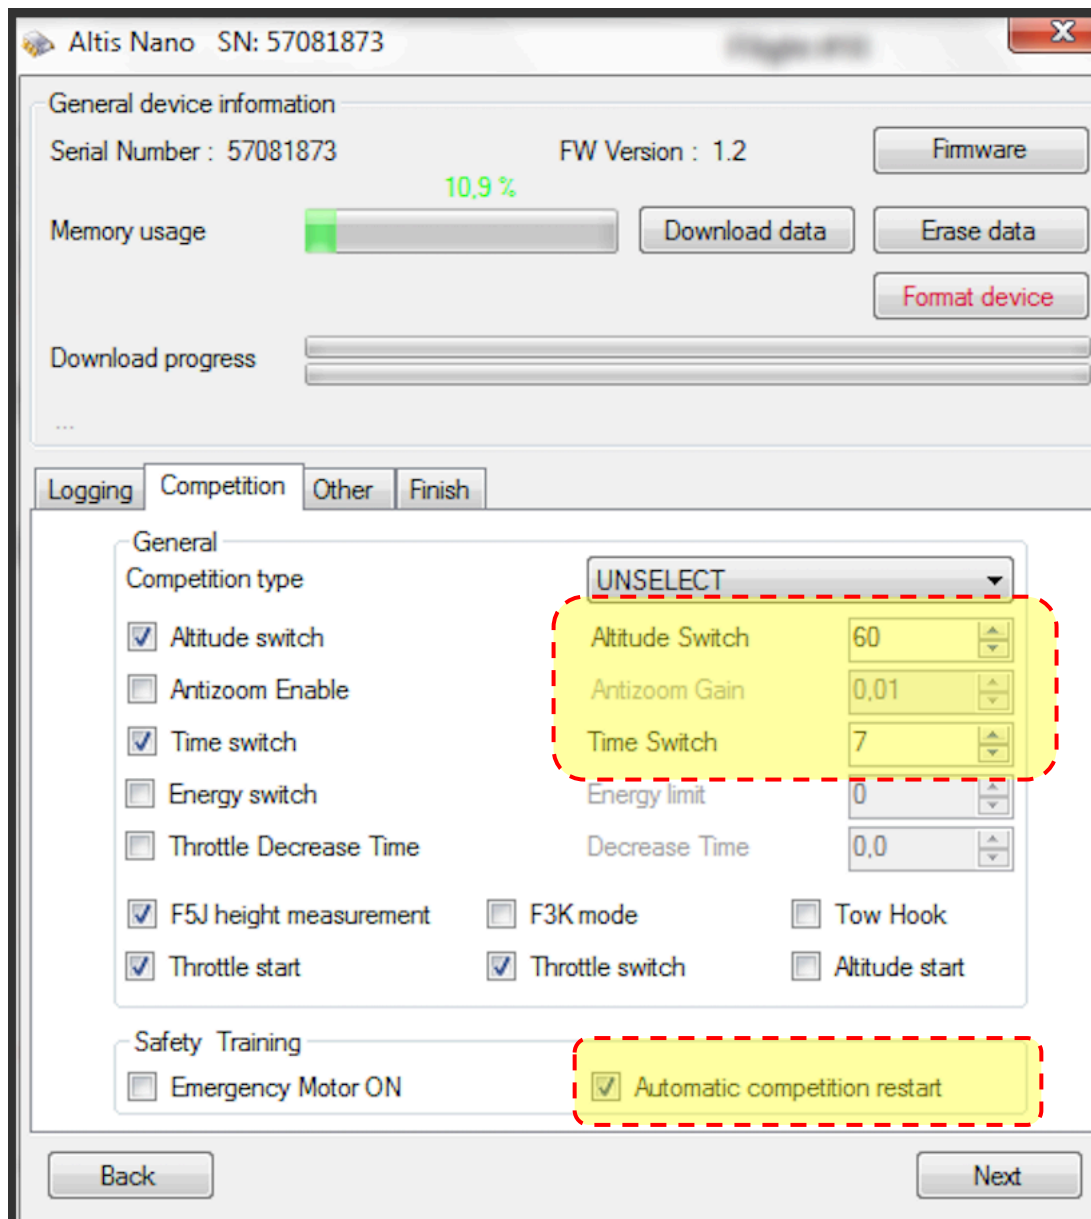 Altis Nano SN: 57081873
General device information
Serial Number : 57081873 FW Version : 1.2 Firmware
10,9 %
Memory usage Download data Erase data
Format device
Download progress
...
Logging Competition Other Finish
General
Competition type UNSELECT
Altitude switch Altitude Switch 60
Antizoom Enable Antizoom Gain 0,01
Time switch Time Switch 7
Energy switch Energy limit 0
Throttle Decrease Time Decrease Time 0,0
F5J height measurement F3K mode Tow Hook
Throttle start Throttle switch Altitude start
Safety Training
Emergency Motor ON Automatic competition restart
Back Next